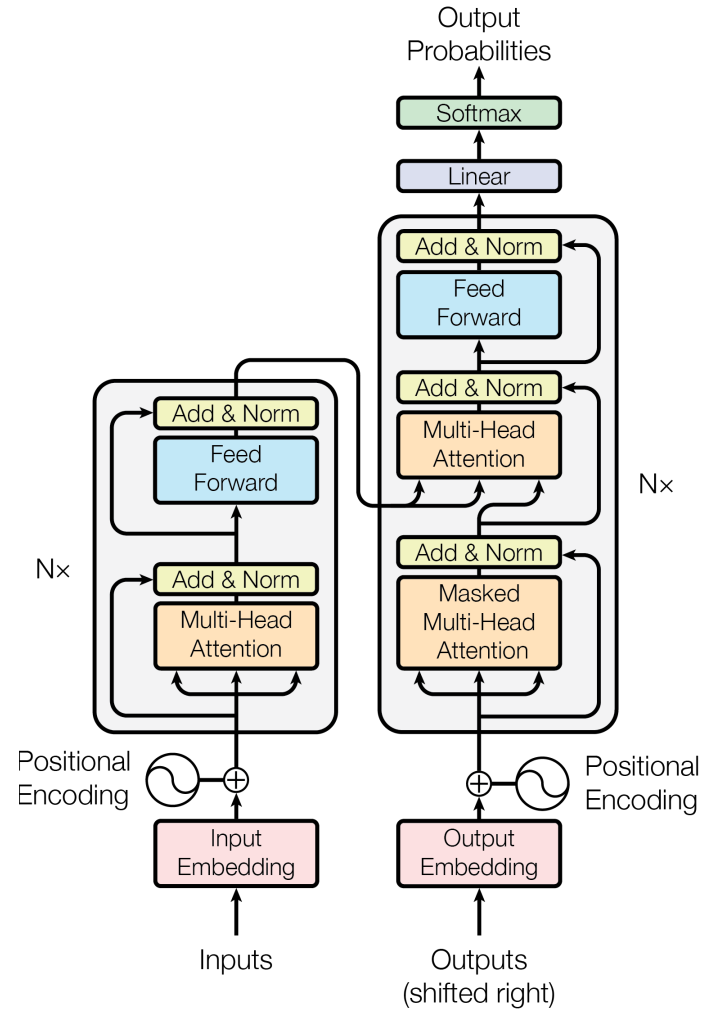 Output
Probabilities
Softmax
Linear
Add & Norm
Feed
Forward
Add & Norm
Multi-Head
Attention
Add & Norm
Masked
Multi-Head
Attention
Nx
Add & Norm
Feed
Forward
Add & Norm
Multi-Head
Attention
Nx
Positional
Encoding
Positional
Encoding
Input
Embedding
Output
Embedding
Inputs
Outputs
(shifted right)